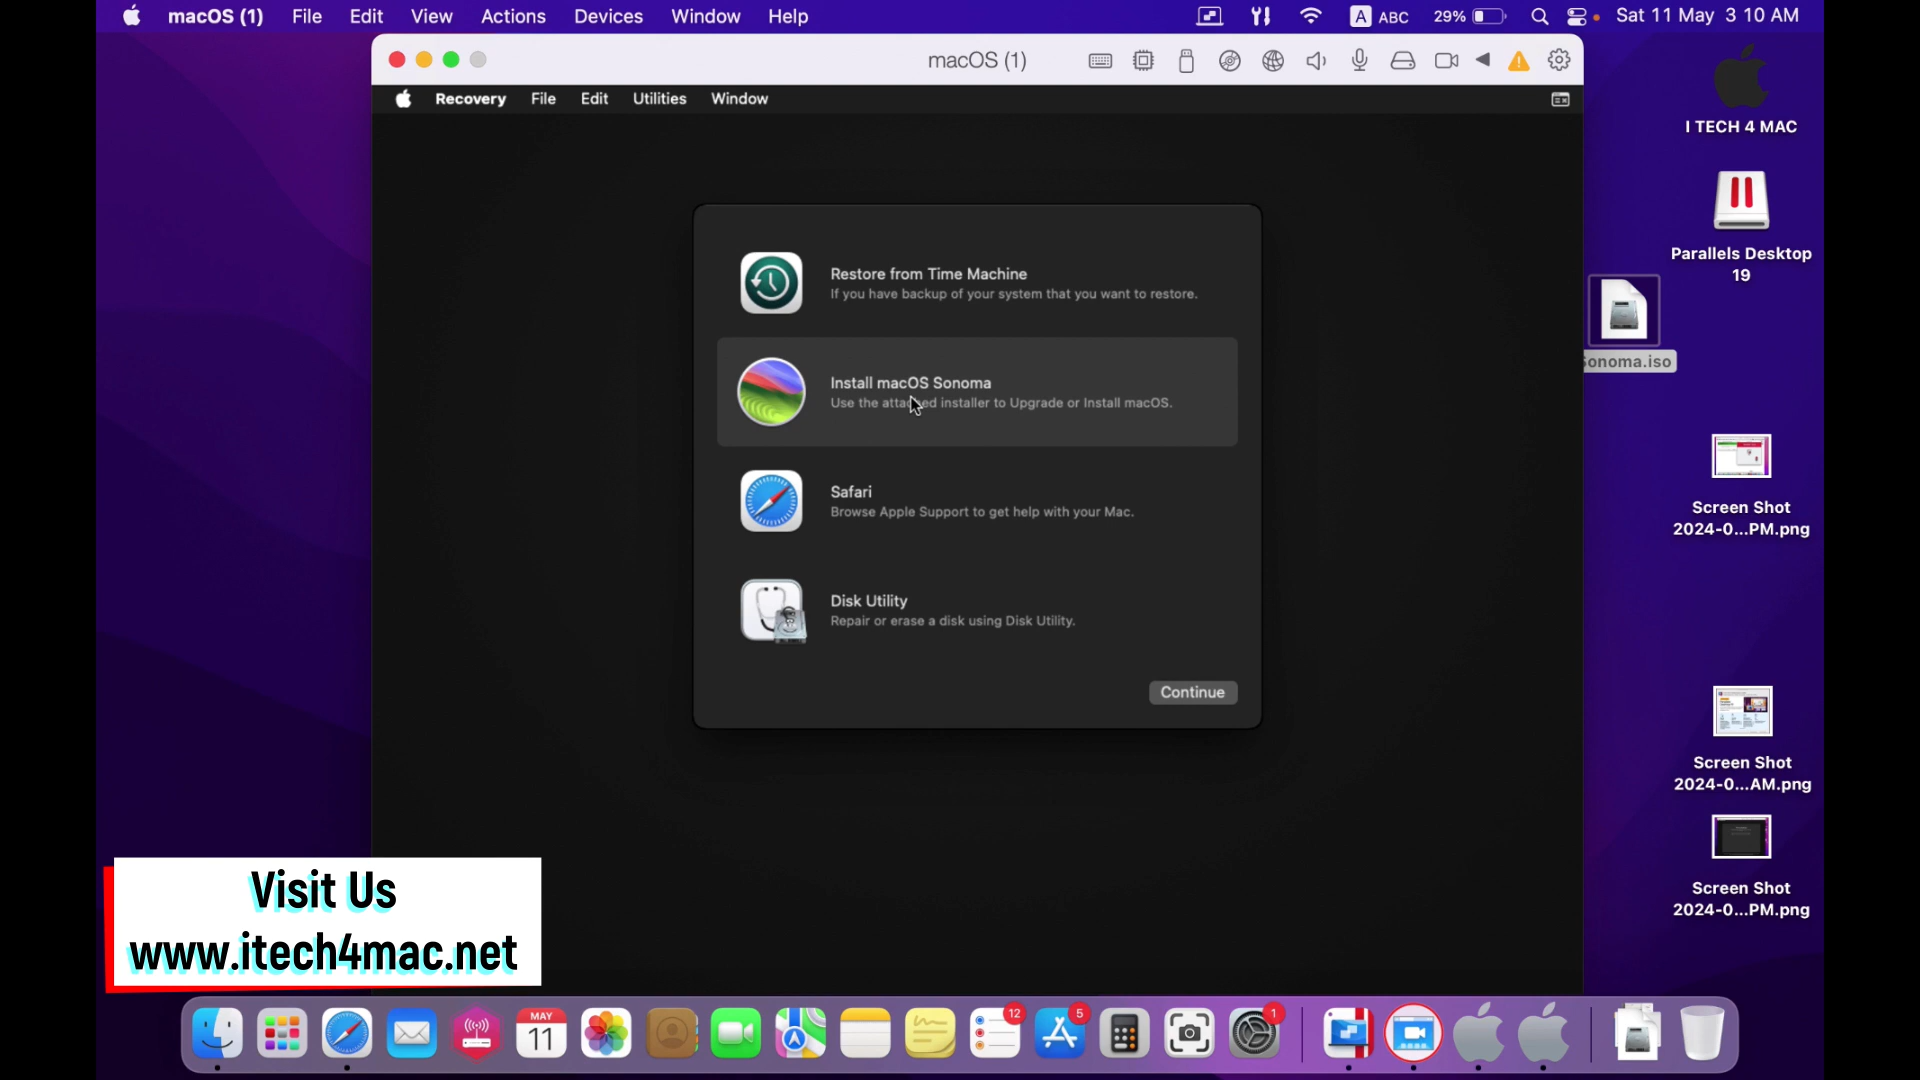 macOS (1) File Edit View Actions Devices Window Help A ABC 29% Sat 11 May 3 10 AM
macOS (1)
Recovery File Edit Utilities Window
I TECH 4 MAC
Parallels Desktop
19
Sonoma.iso
Restore from Time Machine
If you have backup of your system that you want to restore.
Install macOS Sonoma
Use the attached installer to Upgrade or Install macOS.
Safari
Browse Apple Support to get help with your Mac.
Disk Utility
Repair or erase a disk using Disk Utility.
Continue
Screen Shot
2024-0...PM.png
Screen Shot
2024-0...AM.png
Screen Shot
2024-0...PM.png
Visit Us
www.itech4mac.net
MAY
11
12
5
1